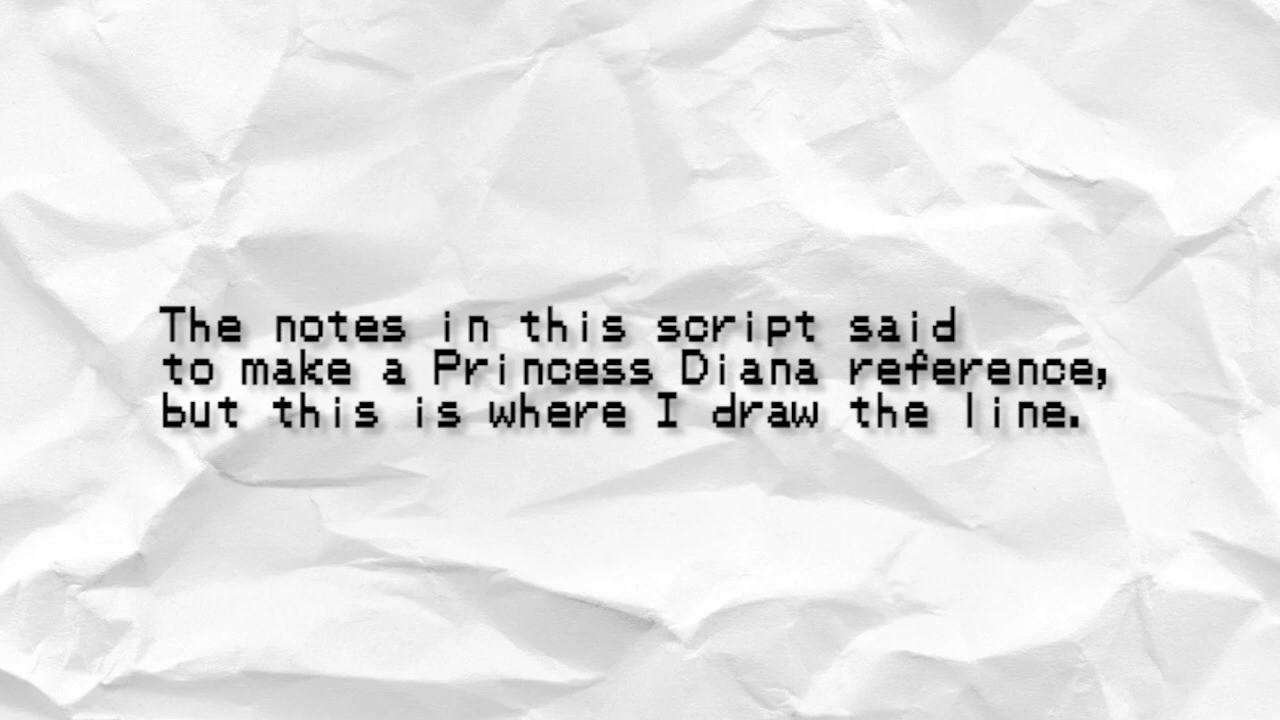 The notes in this script said
to make a Princess Diana reference,
but this is where I draw the line.